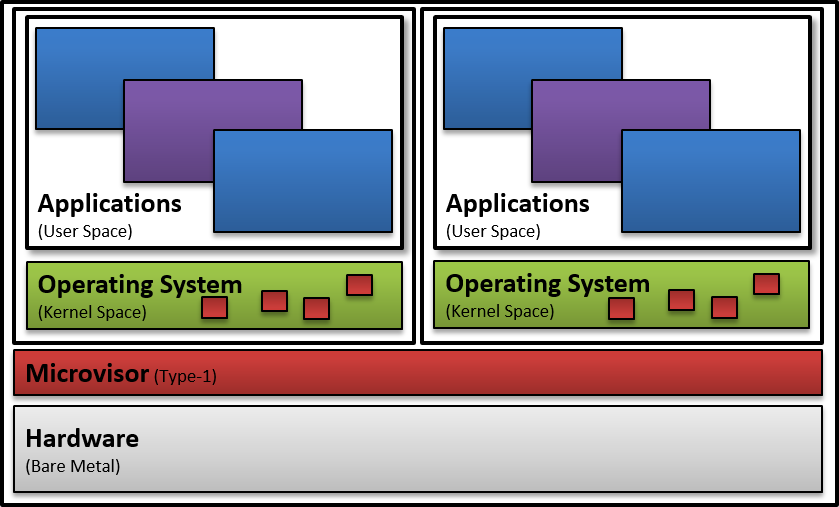 Applications
(User Space)
Operating System
(Kernel Space)
Applications
(User Space)
Operating System
(Kernel Space)
Microvisor (Type-1)
Hardware
(Bare Metal)